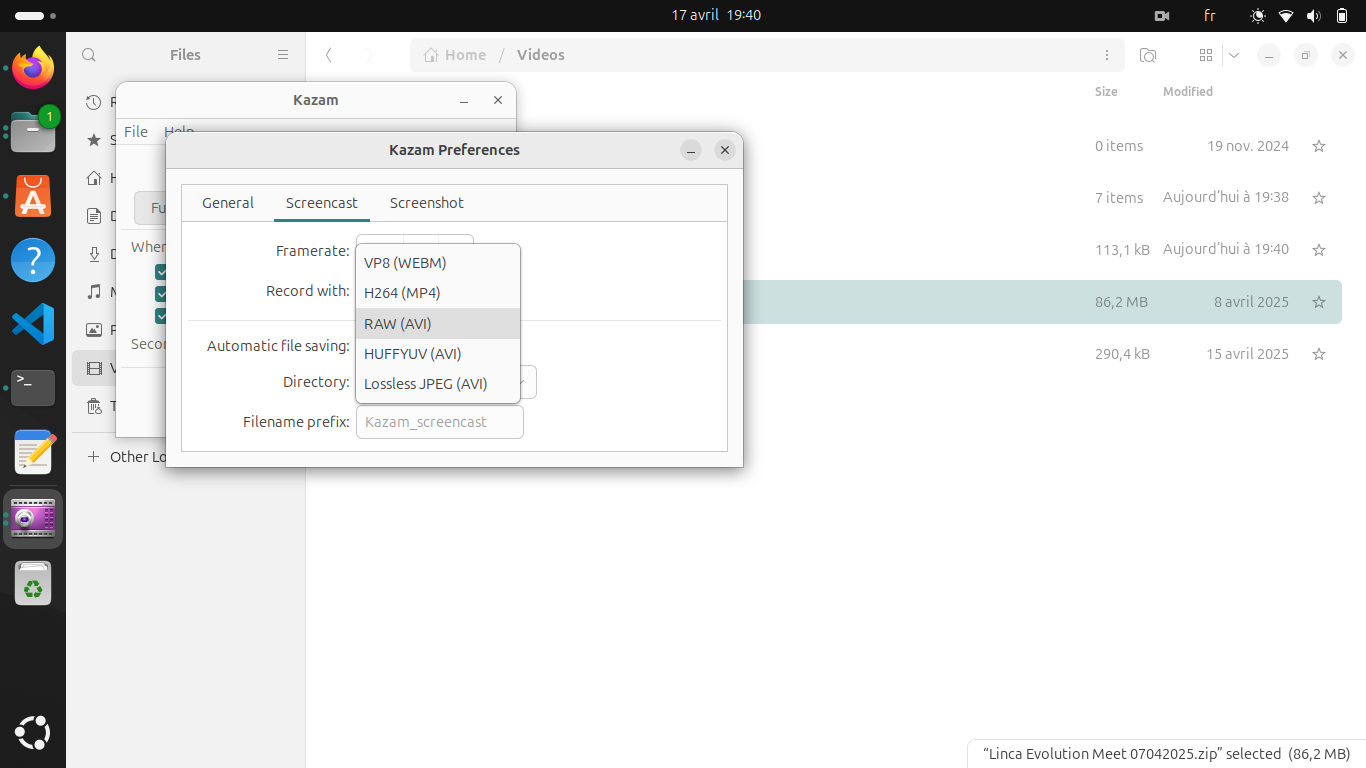 17 avril 19:40
fr
1
Files
Home / Videos
Size
Modified
Kazam
File
Help
0 items
19 nov. 2024
7 items
Aujourd'hui à 19:38
113,1 kB
Aujourd'hui à 19:40
86,2 MB
8 avril 2025
290,4 kB
15 avril 2025
Other Lo
Kazam Preferences
General
Screencast
Screenshot
Framerate:
Record with:
VP8 (WEBM)
H264 (MP4)
RAW (AVI)
HUFFYUV (AVI)
Lossless JPEG (AVI)
Automatic file saving:
Directory:
Filename prefix:
Kazam_screencast
“Linca Evolution Meet 07042025.zip” selected (86,2 MB)